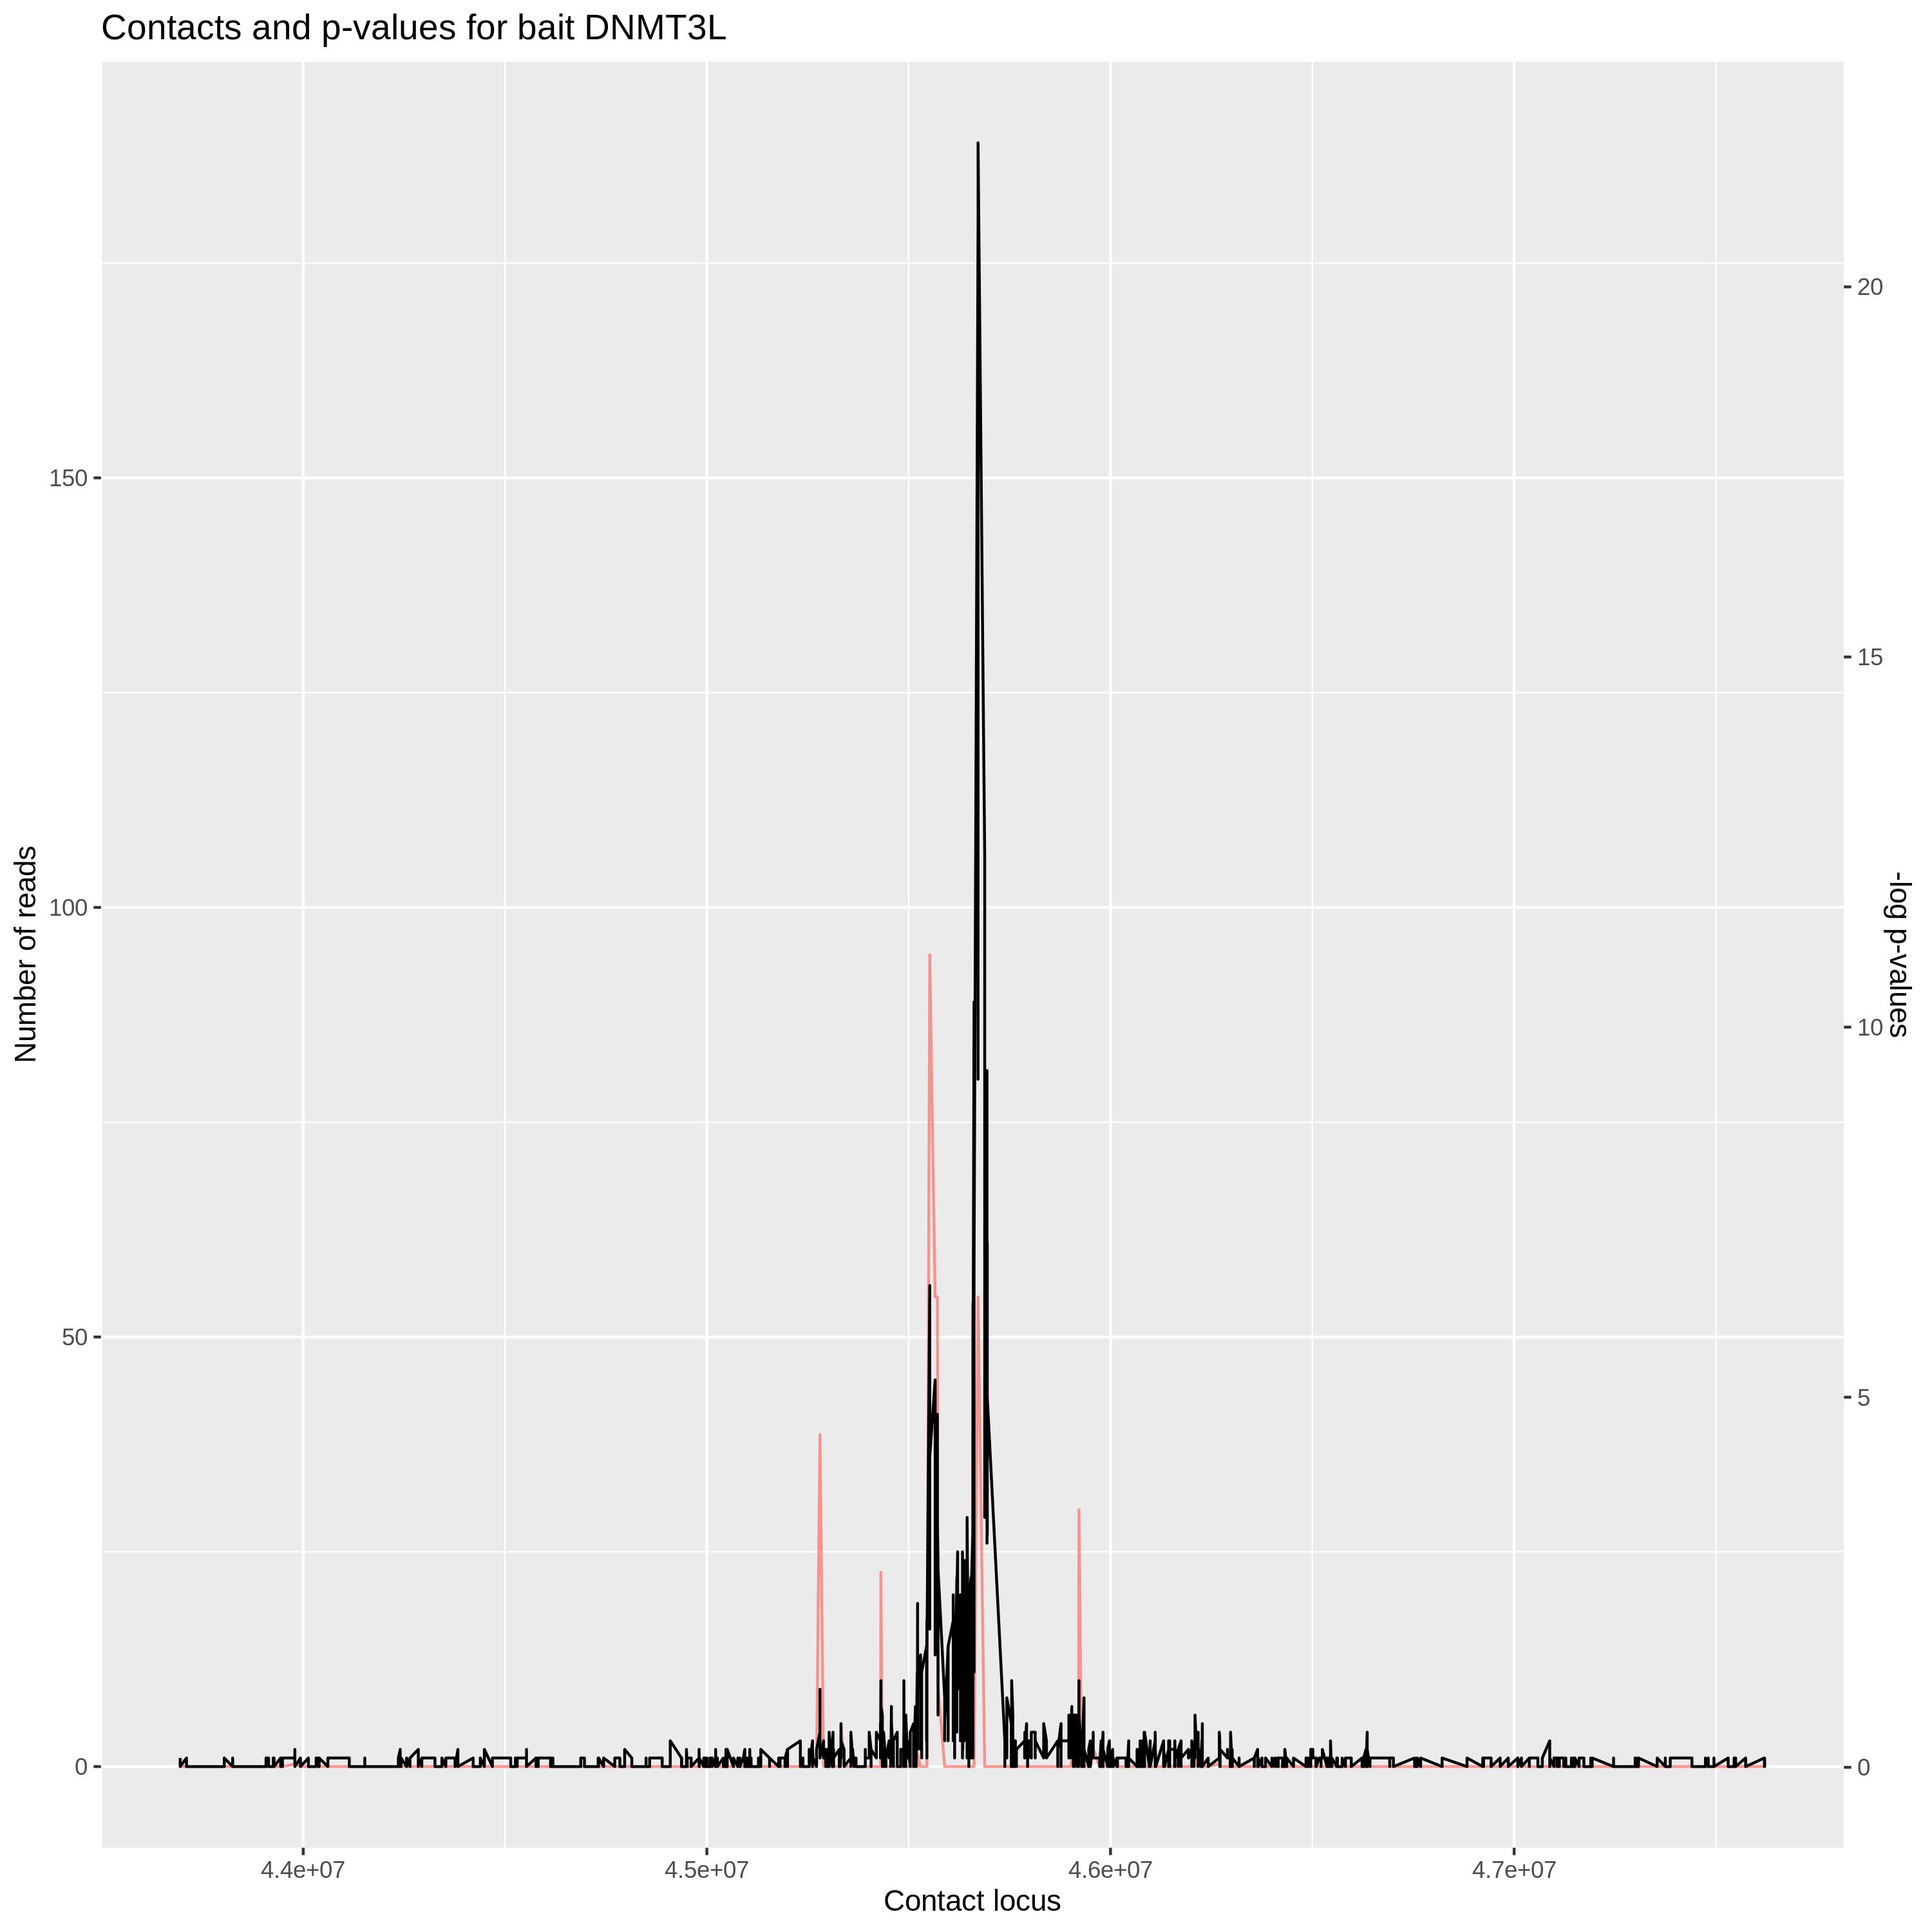 Contacts and p-values for bait DNMT3L
Number of reads
150
100
50
0
20
15
10
5
0
-log p-values
4.4e+07
4.5e+07
4.6e+07
4.7e+07
Contact locus